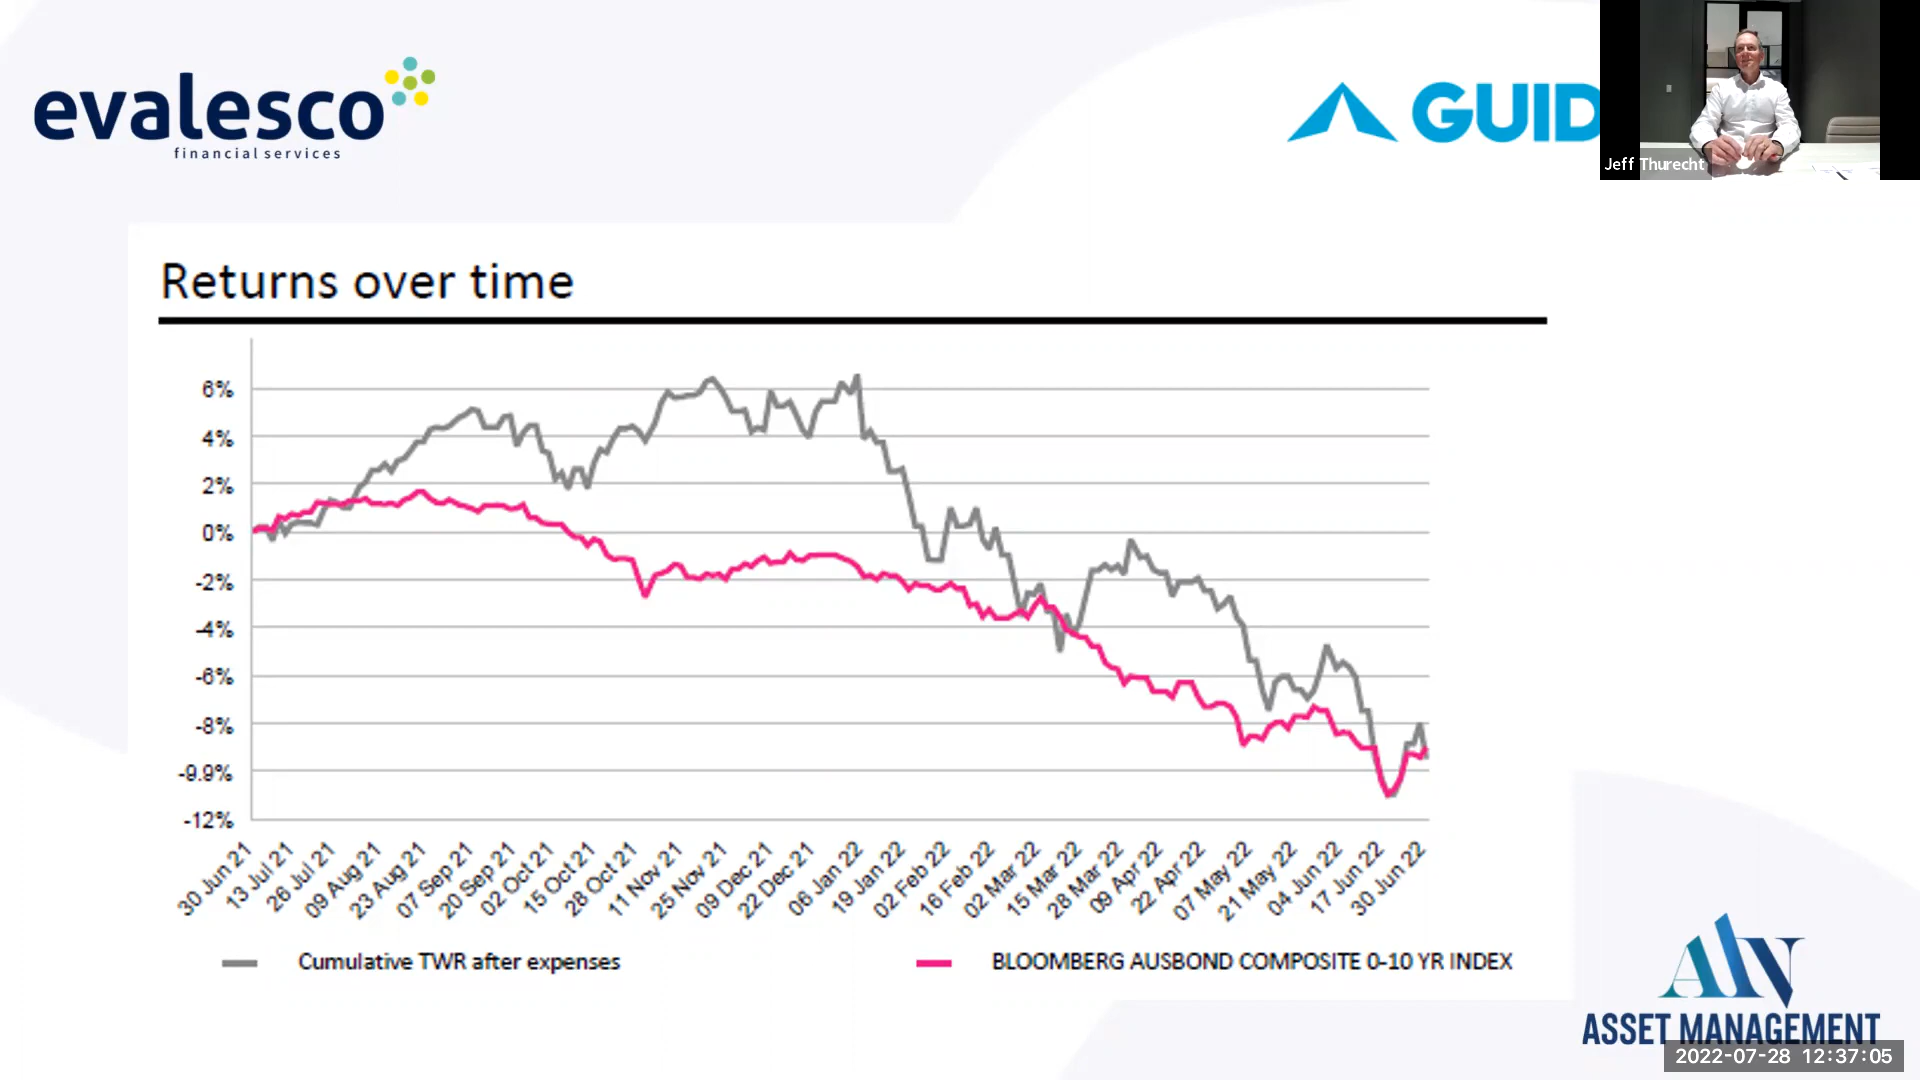 evalesco
financial services
GUID
Jeff Thurecht
Returns over time
6%
4%
2%
0%
-2%
-4%
-6%
-8%
-9.9%
-12%
30 Jun 21
13 Jul 21
26 Jul 21
09 Aug 21
23 Aug 21
07 Sep 21
20 Sep 21
02 Oct 21
15 Oct 21
28 Oct 21
11 Nov 21
25 Nov 21
09 Dec 21
22 Dec 21
06 Jan 22
19 Jan 22
02 Feb 22
16 Feb 22
02 Mar 22
15 Mar 22
28 Mar 22
09 Apr 22
22 Apr 22
07 May 22
21 May 22
04 Jun 22
17 Jun 22
30 Jun 22
Cumulative TWR after expenses
BLOOMBERG AUSBOND COMPOSITE 0-10 YR INDEX
ASSET MANAGEMENT
2022-07-28 12:37:05